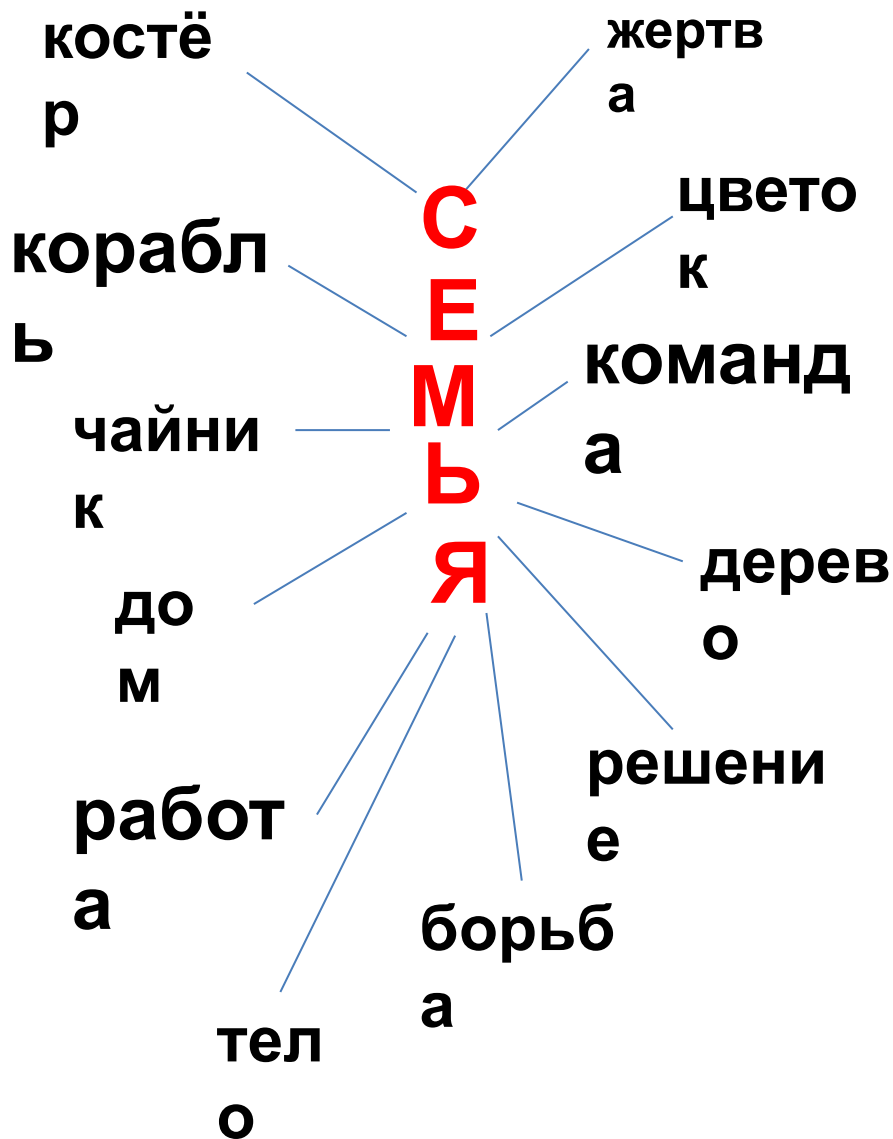 костё
р
жертв
а
цвето
к
корабл
ь
С
Е
М
Ь
Я
команд
а
чайни
к
дерев
о
до
м
решени
е
работ
а
борьб
а
тел
о